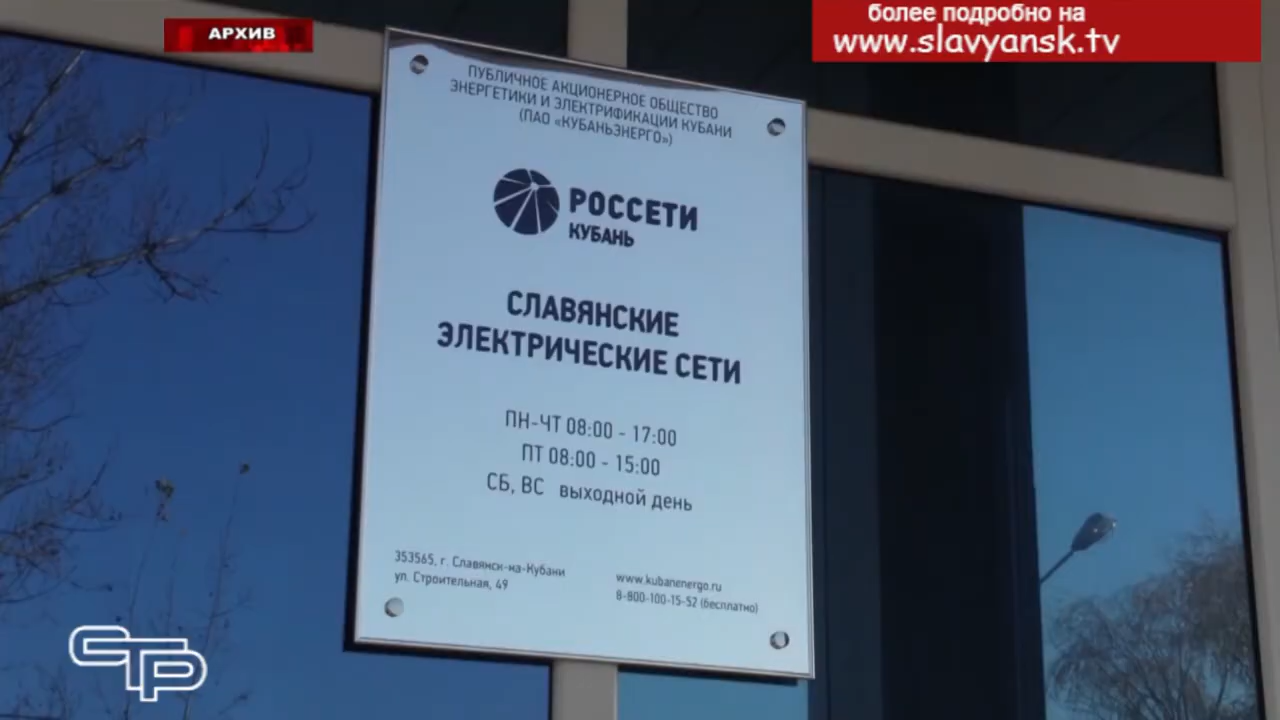 АРХИВ
более подробно на
www.slavyansk.tv
ПУБЛИЧНОЕ АКЦИОНЕРНОЕ ОБЩЕСТВО
ЭНЕРГЕТИКИ И ЭЛЕКТРИФИКАЦИИ КУБАНИ
(ПАО «КУБАНЬЭНЕРГО»)
РОССЕТИ
КУБАНЬ
СЛАВЯНСКИЕ
ЭЛЕКТРИЧЕСКИЕ СЕТИ
ПН-ЧТ 08:00 - 17:00
ПТ 08:00 - 15:00
СБ, ВС выходной день
353565, г. Славянск-на-Кубани
ул. Строительная, 49
www.kubanenergo.ru
8-800-100-15-52 (бесплатно)
СТР